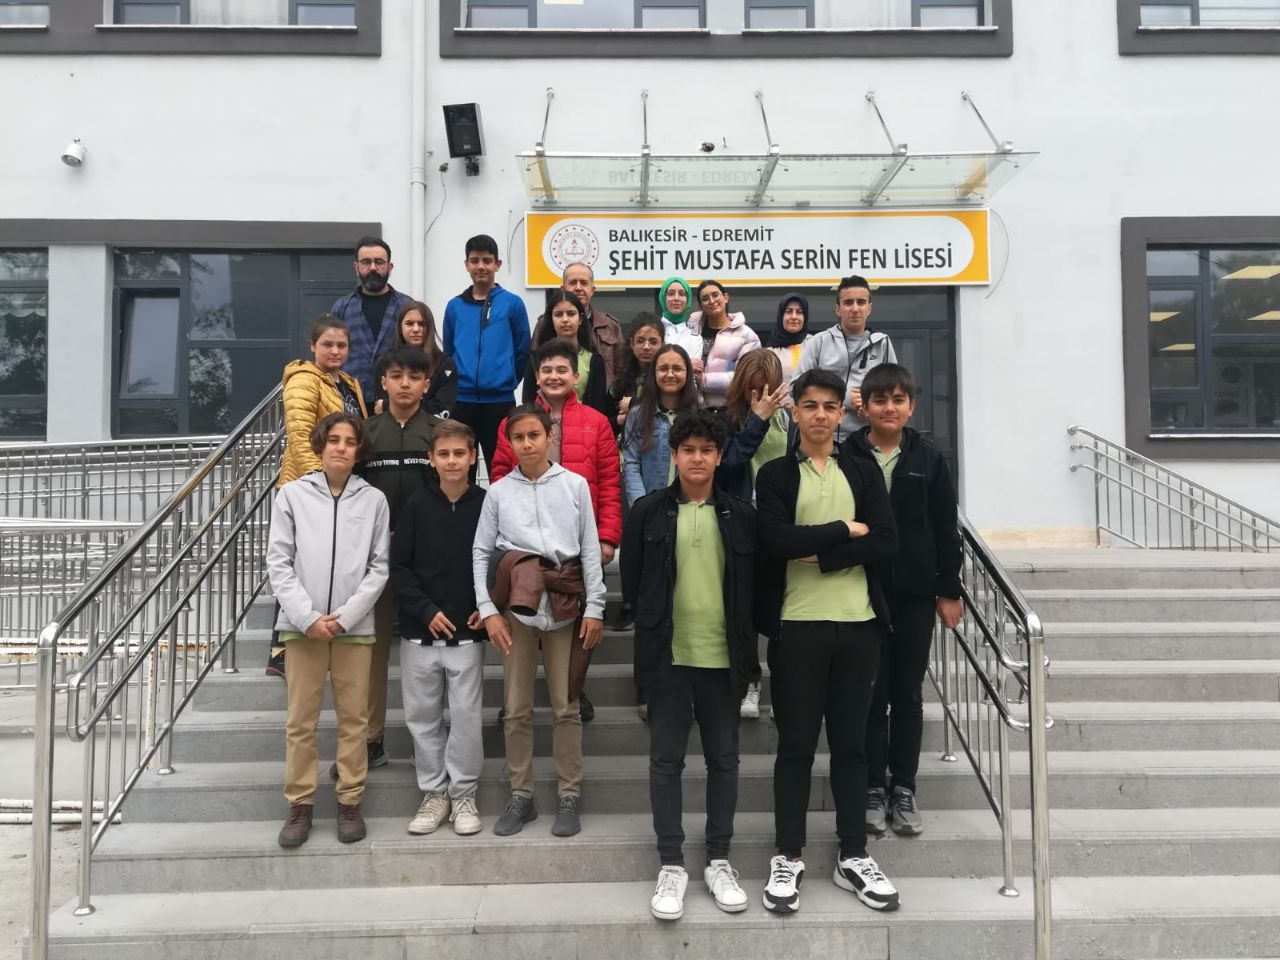 BALIKESİR - EDREMİT
ŞEHİT MUSTAFA SERİN FEN LİSESİ